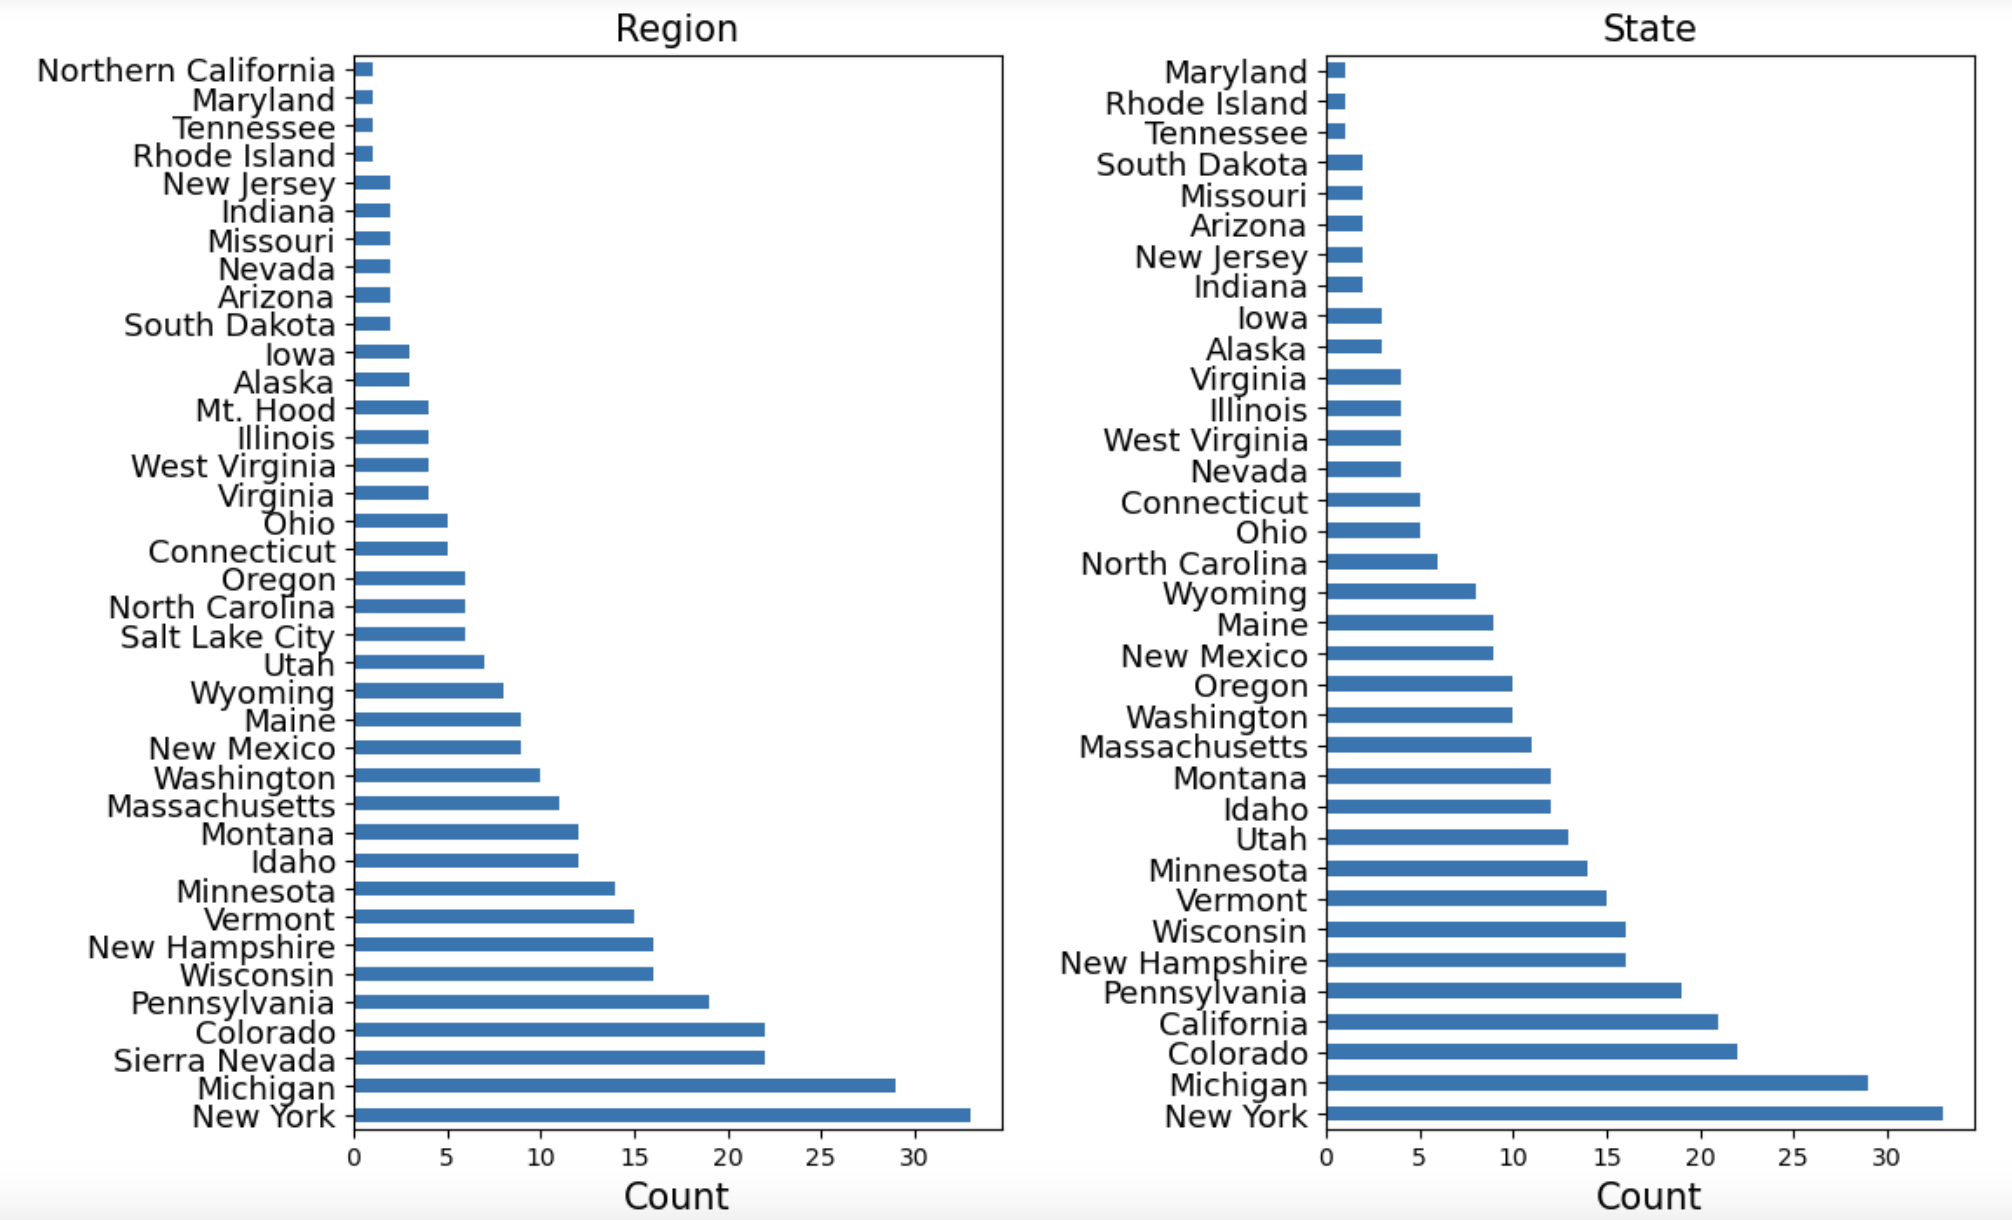 Region
Northern California
Maryland
Tennessee
Rhode Island
New Jersey
Indiana
Missouri
Nevada
Arizona
South Dakota
Iowa
Alaska
Mt. Hood
Illinois
West Virginia
Virginia
Ohio
Connecticut
Oregon
North Carolina
Salt Lake City
Utah
Wyoming
Maine
New Mexico
Washington
Massachusetts
Montana
Idaho
Minnesota
Vermont
New Hampshire
Wisconsin
Pennsylvania
Colorado
Sierra Nevada
Michigan
New York
0 5 10 15 20 25 30
Count
State
Maryland
Rhode Island
Tennessee
South Dakota
Missouri
Arizona
New Jersey
Indiana
Iowa
Alaska
Virginia
Illinois
West Virginia
Nevada
Connecticut
Ohio
North Carolina
Wyoming
Maine
New Mexico
Oregon
Washington
Massachusetts
Montana
Idaho
Utah
Minnesota
Vermont
Wisconsin
New Hampshire
Pennsylvania
California
Colorado
Michigan
New York
0 5 10 15 20 25 30
Count